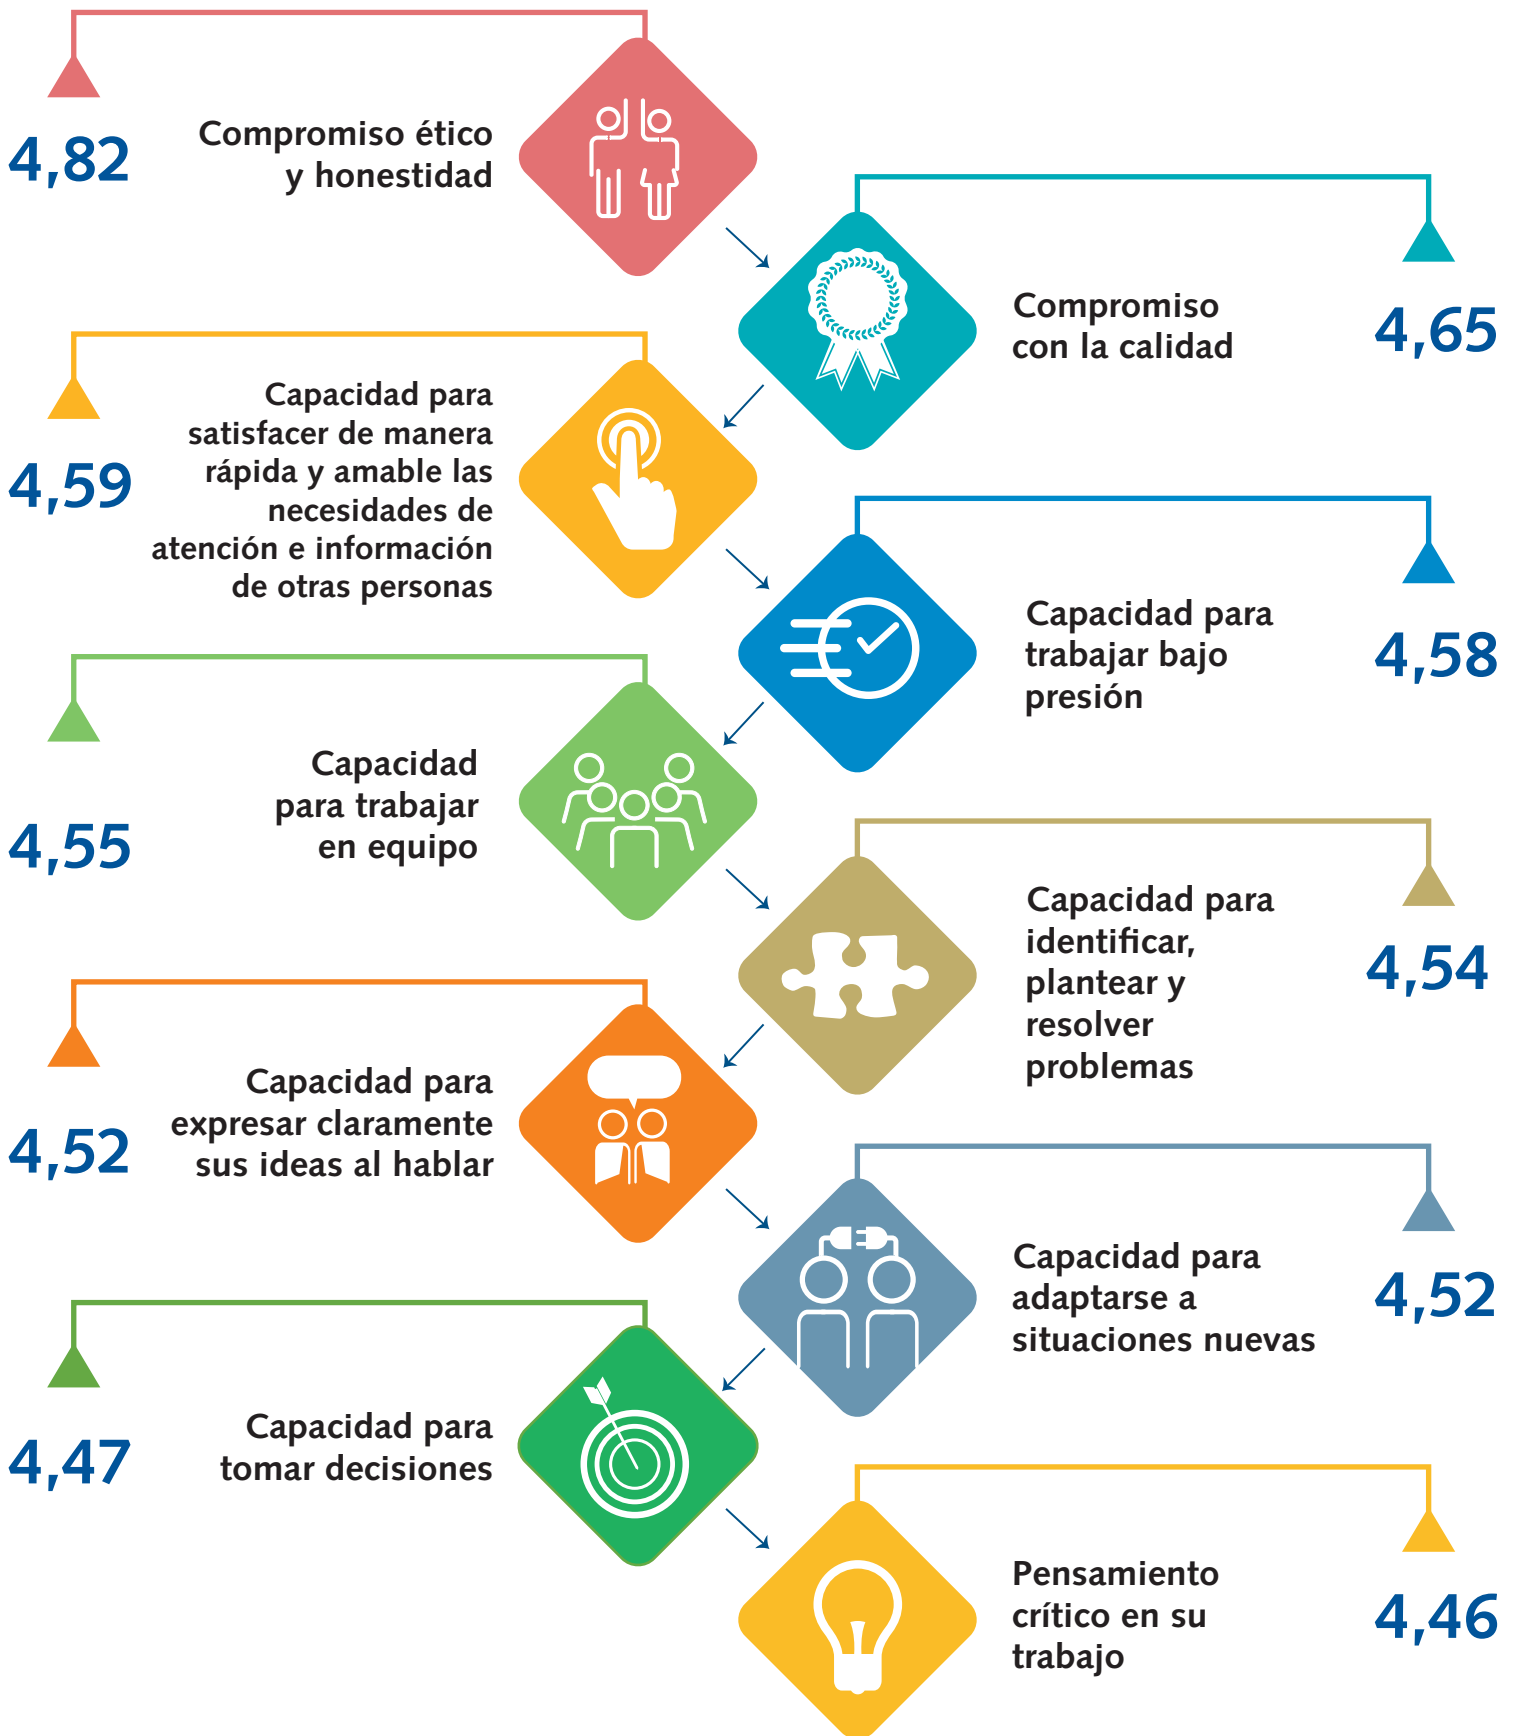 4,82
Compromiso ético
y honestidad
Compromiso
con la calidad
4,65
4,59
Capacidad para
satisfacer de manera
rápida y amable las
necesidades de
atención e información
de otras personas
Capacidad para
trabajar bajo
presión
4,58
4,55
Capacidad
para trabajar
en equipo
Capacidad para
identificar,
plantear y
resolver
problemas
4,54
4,52
Capacidad para
expresar claramente
sus ideas al hablar
Capacidad para
adaptarse a
situaciones nuevas
4,52
4,47
Capacidad para
tomar decisiones
Pensamiento
crítico en su
trabajo
4,46